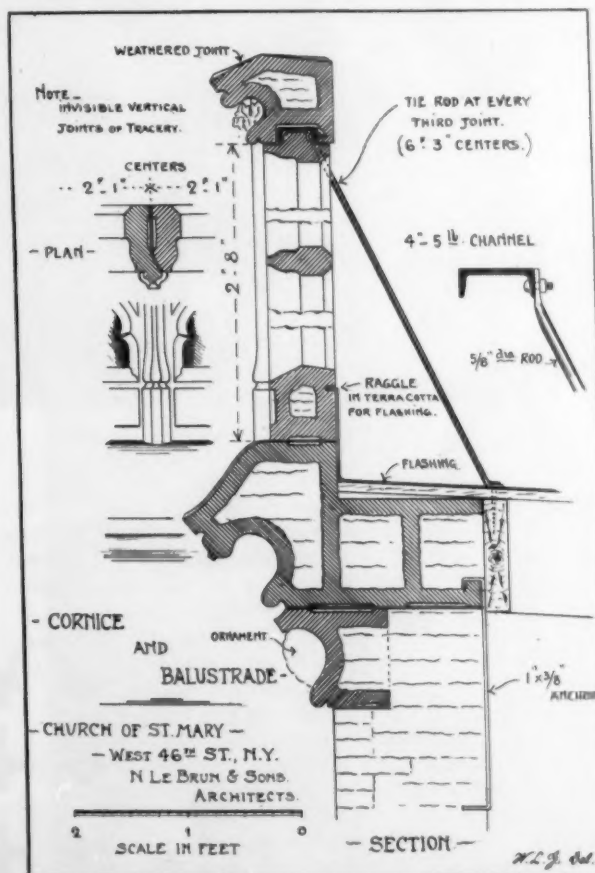 WEATHERED JOINT
NOTE
INVISIBLE VERTICAL
JOINTS OF TRACERY.
TIE ROD AT EVERY
THIRD JOINT.
(6'-3" CENTERS.)
CENTERS
2'-1" 2'-1"
- PLAN -
2'-8"
4"-5 lb. CHANNEL
5/8" dia ROD
RAGGLE
IN TERRA COTTA
FOR FLASHING.
FLASHING
- CORNICE
AND
BALUSTRADE -
ORNAMENT
1" x 3/8"
ANCHOR
- CHURCH OF ST. MARY -
- WEST 46TH ST., N.Y.
N LE BRUN & SONS.
ARCHITECTS.
2 1 0
SCALE IN FEET
- SECTION -
W.L.J. Del.